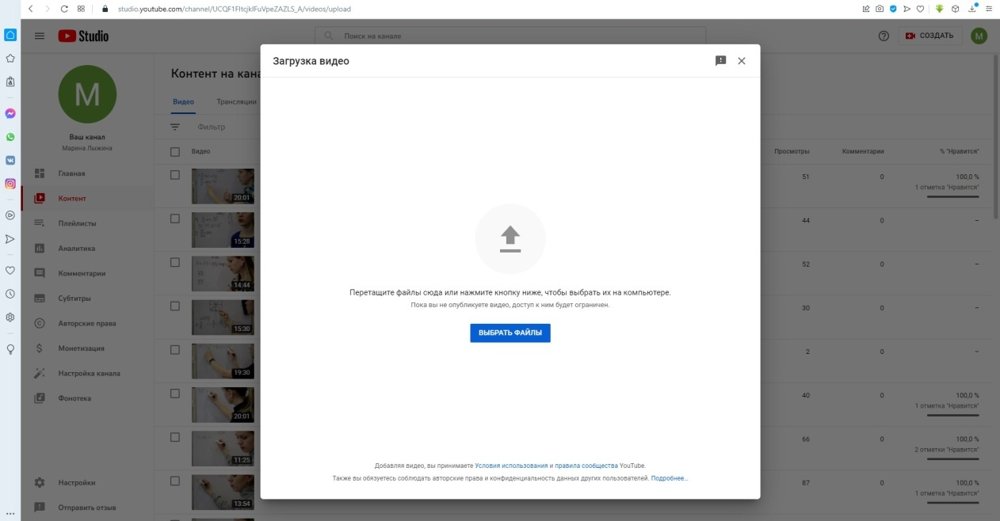 studio.youtube.com/channel/UCQF1FItcjklFuVpeZAZLS_A/videos/upload
Studio
Поиск на канале
СОЗДАТЬ
M
M
Ваш канал
Марина Лыжина
Главная
Контент
Плейлисты
Аналитика
Комментарии
Субтитры
Авторские права
Монетизация
Настройка канала
Фонотека
Настройки
Отправить отзыв
Контент на кана
Видео
Трансляции
Фильтр
Видео
Просмотры
Комментарии
% "Нравится"
20:01
51
0
100,0 %
1 отметка "Нравится"
15:28
44
0
–
14:44
52
0
–
15:30
30
0
–
19:30
2
0
–
20:01
40
0
100,0 %
1 отметка "Нравится"
11:25
66
0
100,0 %
2 отметки "Нравится"
13:54
87
0
100,0 %
1 отметка "Нравится"
Загрузка видео
Перетащите файлы сюда или нажмите кнопку ниже, чтобы выбрать их на компьютере.
Пока вы не опубликуете видео, доступ к ним будет ограничен.
ВЫБРАТЬ ФАЙЛЫ
Добавляя видео, вы принимаете Условия использования и правила сообщества YouTube.
Также вы обязуетесь соблюдать авторские права и конфиденциальность данных других пользователей. Подробнее…